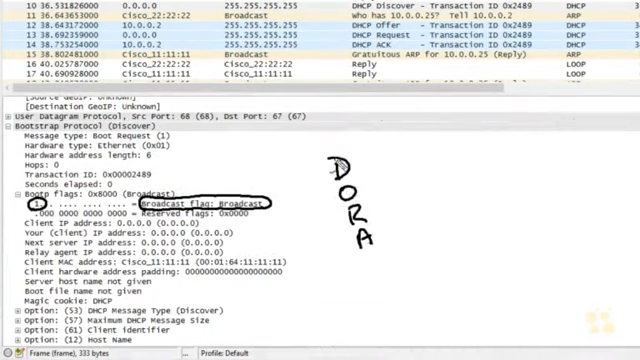 10 36.531826000 0.0.0.0 255.255.255.255 DHCP Discover - Transaction ID 0x2489
11 36.643653000 Cisco_22:22:22 Broadcast Who has 10.0.0.25? Tell 10.0.0.2 ARP
12 38.643172000 10.0.0.2 255.255.255.255 DHCP Offer - Transaction ID 0x2489
13 38.692297000 0.0.0.0 255.255.255.255 DHCP Request - Transaction ID 0x2489
14 38.753254000 10.0.0.2 255.255.255.255 DHCP ACK - Transaction ID 0x2489
15 38.802481000 Cisco_11:11:11 Broadcast Gratuitous ARP for 10.0.0.25 ARP
16 40.025787000 Cisco_22:22:22 Cisco_22:22:22 Reply LOOP
17 40.690928000 Cisco_11:11:11 Cisco_11:11:11 Reply LOOP
[Source GeoIP: Unknown]
[Destination GeoIP: Unknown]
User Datagram Protocol, Src Port: 68 (68), Dst Port: 67 (67)
Bootstrap Protocol (Discover)
Message type: Boot Request (1)
Hardware type: Ethernet (0x01)
Hardware address length: 6
Hops: 0
Transaction ID: 0x00002489
Seconds elapsed: 0
Bootp flags: 0x8000 (Broadcast)
1... .... .... .... = Broadcast flag: Broadcast
.000 0000 0000 0000 = Reserved flags: 0x0000
Client IP address: 0.0.0.0 (0.0.0.0)
Your (client) IP address: 0.0.0.0 (0.0.0.0)
Next server IP address: 0.0.0.0 (0.0.0.0)
Relay agent IP address: 0.0.0.0 (0.0.0.0)
Client MAC address: Cisco_11:11:11 (00:01:64:11:11:11)
Client hardware address padding: 00000000000000000000
Server host name not given
Boot file name not given
Magic cookie: DHCP
Option: (53) DHCP Message Type (Discover)
Option: (57) Maximum DHCP Message Size
Option: (61) Client identifier
Option: (12) Host Name
D
O
R
A
Frame (frame), 333 bytes ... Profile: Default